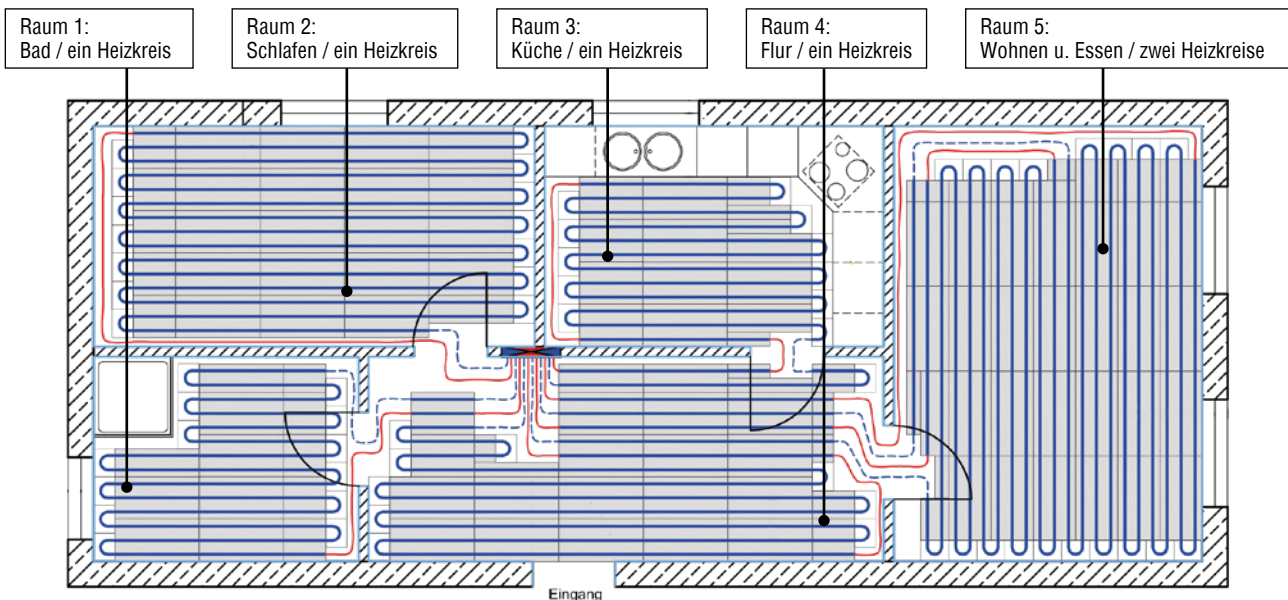 Raum 1:
Bad / ein Heizkreis
Raum 2:
Schlafen / ein Heizkreis
Raum 3:
Küche / ein Heizkreis
Raum 4:
Flur / ein Heizkreis
Raum 5:
Wohnen u. Essen / zwei Heizkreise
Eingang